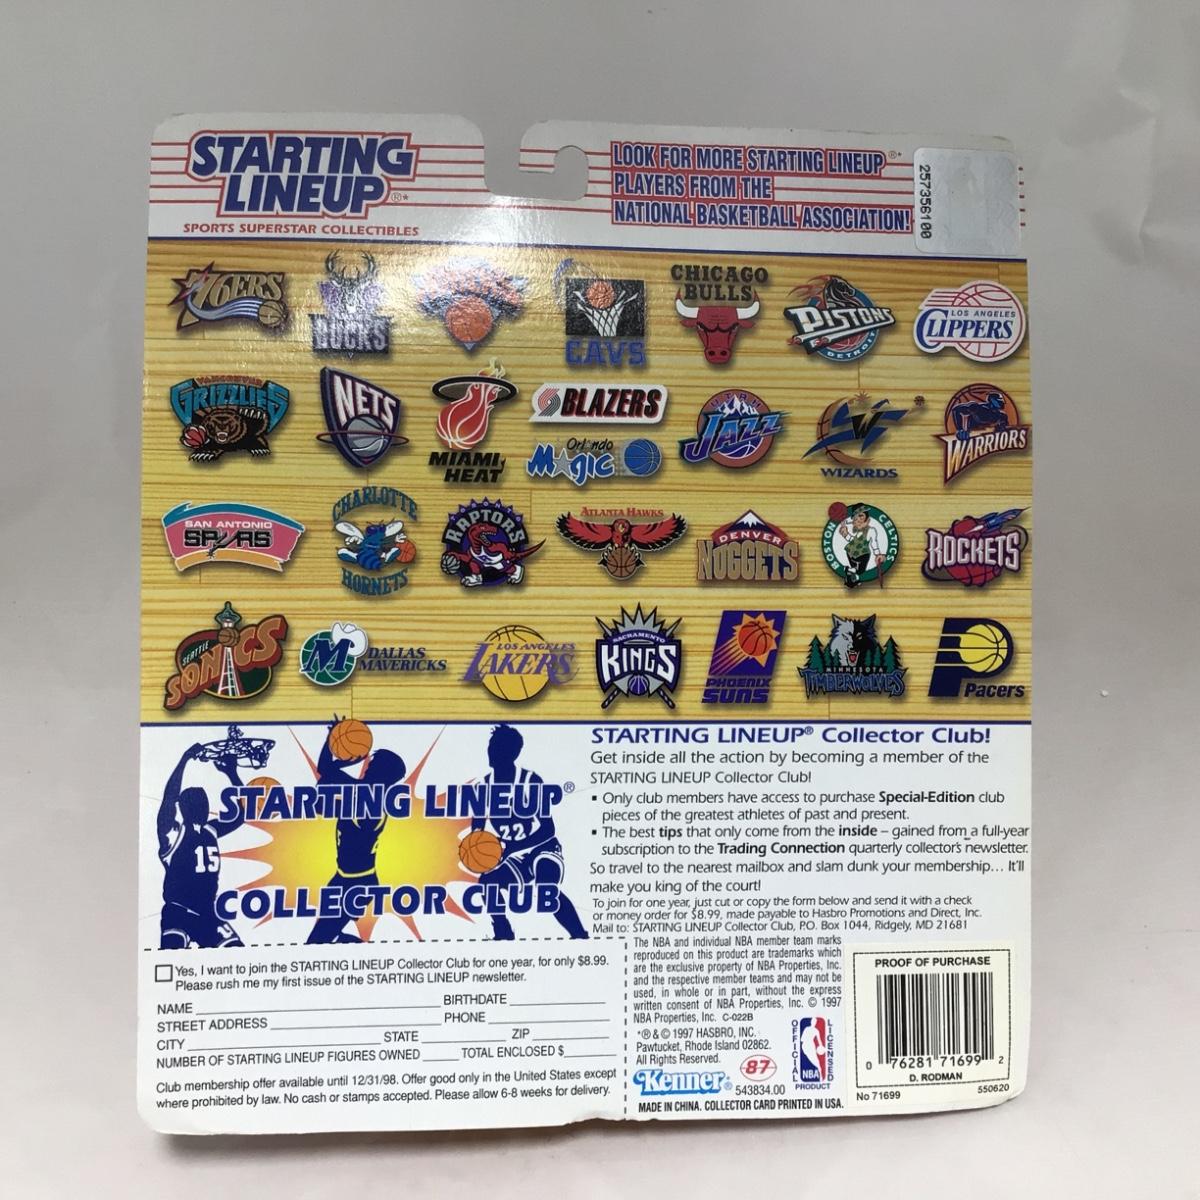 STARTING
LINEUP®*
SPORTS SUPERSTAR COLLECTIBLES
LOOK FOR MORE STARTING LINEUP®*
PLAYERS FROM THE
NATIONAL BASKETBALL ASSOCIATION!
257356100
76ERS
BUCKS
CAVS
CHICAGO
BULLS
PISTONS
DETROIT
LOS ANGELES
CLIPPERS
VANCOUVER
GRIZZLIES
NETS
MIAMI
HEAT
BLAZERS
Orlando
Magic
UTAH
JAZZ
W
WIZARDS
WARRIORS
SAN ANTONIO
SPURS
CHARLOTTE
HORNETS
TORONTO
RAPTORS
ATLANTA HAWKS
DENVER
NUGGETS
BOSTON
CELTICS
ROCKETS
SEATTLE
SONICS
M
DALLAS
MAVERICKS
LOS ANGELES
LAKERS
SACRAMENTO
KINGS
PHOENIX
SUNS
MINNESOTA
TIMBERWOLVES
Pacers
15
22
STARTING LINEUP®
COLLECTOR CLUB
STARTING LINEUP® Collector Club!
Get inside all the action by becoming a member of the
STARTING LINEUP Collector Club!
▪ Only club members have access to purchase Special-Edition club
pieces of the greatest athletes of past and present.
▪ The best tips that only come from the inside – gained from a full-year
subscription to the Trading Connection quarterly collector's newsletter.
So travel to the nearest mailbox and slam dunk your membership... It'll
make you king of the court!
To join for one year, just cut or copy the form below and send it with a check
or money order for $8.99, made payable to Hasbro Promotions and Direct, Inc.
Mail to: STARTING LINEUP Collector Club, P.O. Box 1044, Ridgely, MD 21681
Yes, I want to join the STARTING LINEUP Collector Club for one year, for only $8.99.
Please rush me my first issue of the STARTING LINEUP newsletter.
NAME BIRTHDATE
STREET ADDRESS PHONE
CITY STATE ZIP
NUMBER OF STARTING LINEUP FIGURES OWNED TOTAL ENCLOSED $
Club membership offer available until 12/31/98. Offer good only in the United States except
where prohibited by law. No cash or stamps accepted. Please allow 6-8 weeks for delivery.
The NBA and individual NBA member team marks
reproduced on this product are trademarks which
are the exclusive property of NBA Properties, Inc.
and the respective member teams and may not be
used, in whole or in part, without the express
written consent of NBA Properties, Inc. © 1997
NBA Properties, Inc. C-022B
*® & © 1997 HASBRO, INC.
Pawtucket, Rhode Island 02862.
All Rights Reserved.
87
Kenner®
543834.00
MADE IN CHINA. COLLECTOR CARD PRINTED IN USA.
OFFICIAL
LICENSED
NBA
PRODUCT
PROOF OF PURCHASE
0 76281 71699 2
D. RODMAN
No 71699
550620